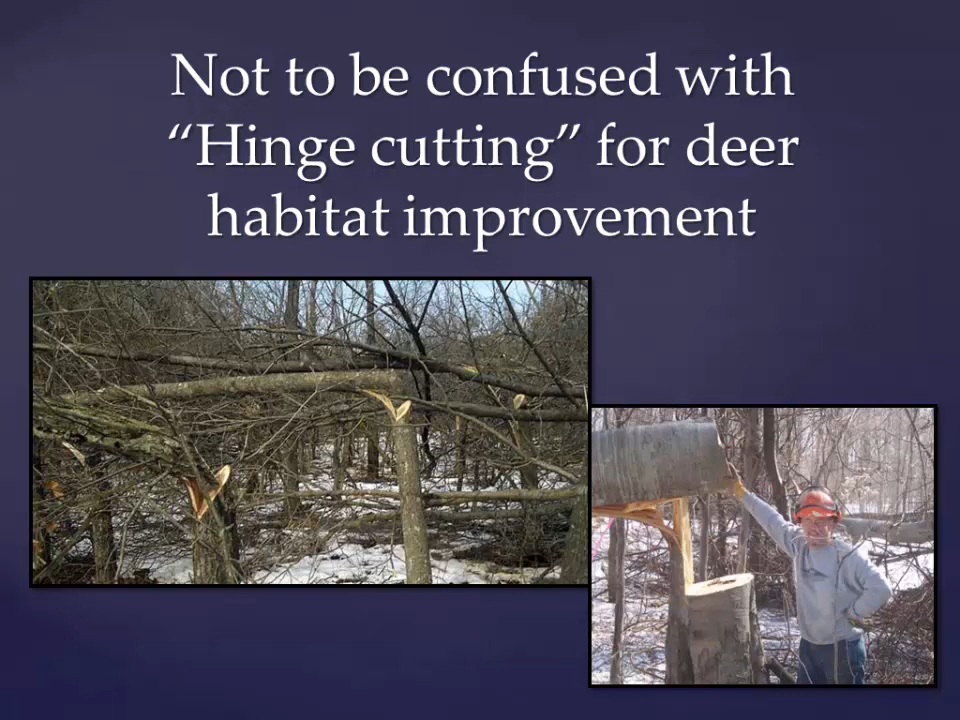 Not to be confused with
“Hinge cutting” for deer
habitat improvement